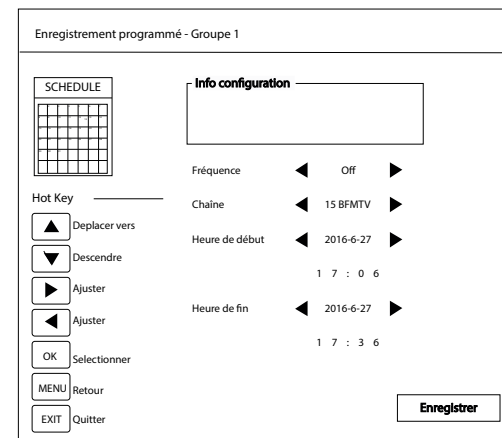 Enregistrement programmé - Groupe 1
SCHEDULE
Hot Key
Deplacer vers
Descendre
Ajuster
Ajuster
OK Selectionner
MENU Retour
EXIT Quitter
Info configuration
Fréquence Off
Chaîne 15 BFMTV
Heure de début 2016-6-27
1 7 : 0 6
Heure de fin 2016-6-27
1 7 : 3 6
Enregistrer